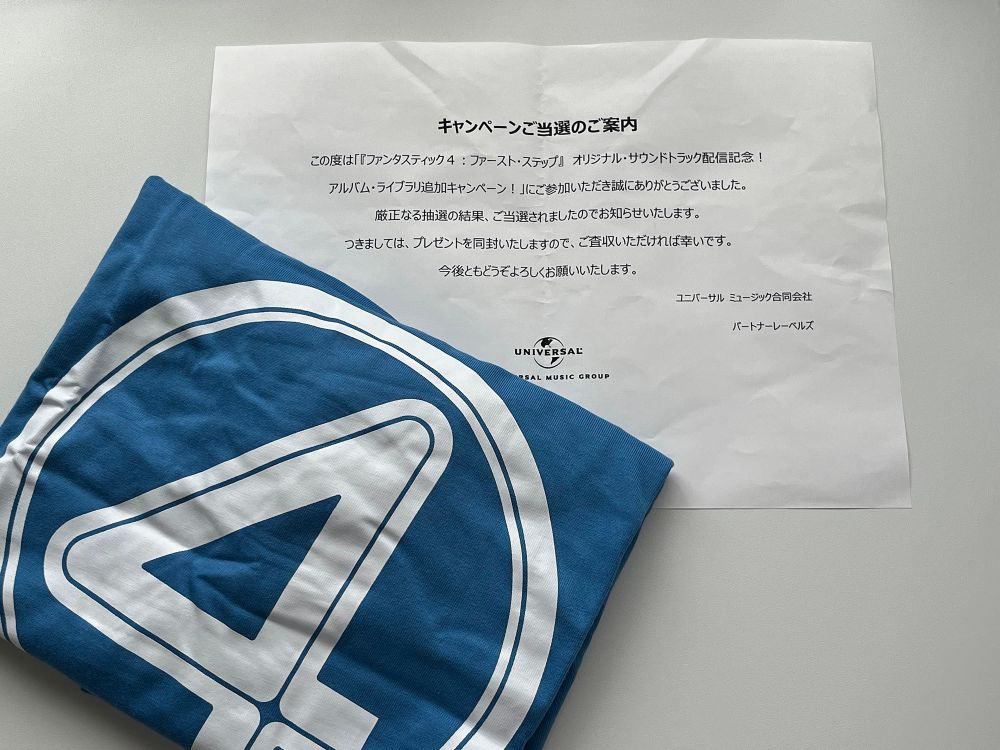 キャンペーンご当選のご案内
この度は「『ファンタスティック4：ファースト・ステップ』 オリジナル・サウンドトラック配信記念！
アルバム・ライブラリ追加キャンペーン！」にご参加いただき誠にありがとうございました。
厳正なる抽選の結果、ご当選されましたのでお知らせいたします。
つきましては、プレゼントを同封いたしますので、ご査収いただければ幸いです。
今後ともどうぞよろしくお願いいたします。
ユニバーサル ミュージック合同会社
パートナーレーベルズ
UNIVERSAL
MUSIC GROUP
4